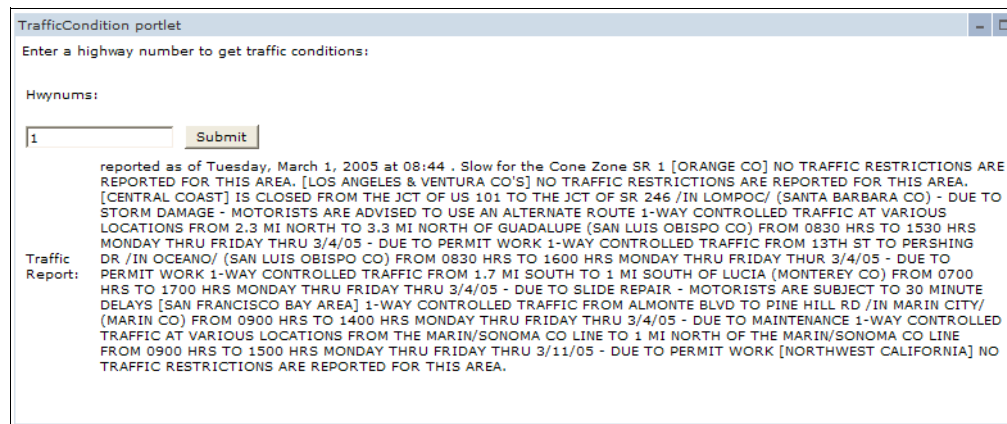 TrafficCondition portlet
Enter a highway number to get traffic conditions:
Hwynums:
1 Submit
reported as of Tuesday, March 1, 2005 at 08:44 . Slow for the Cone Zone SR 1 [ORANGE CO] NO TRAFFIC RESTRICTIONS ARE
REPORTED FOR THIS AREA. [LOS ANGELES & VENTURA CO'S] NO TRAFFIC RESTRICTIONS ARE REPORTED FOR THIS AREA.
[CENTRAL COAST] IS CLOSED FROM THE JCT OF US 101 TO THE JCT OF SR 246 /IN LOMPOC/ (SANTA BARBARA CO) - DUE TO
STORM DAMAGE - MOTORISTS ARE ADVISED TO USE AN ALTERNATE ROUTE 1-WAY CONTROLLED TRAFFIC AT VARIOUS
LOCATIONS FROM 2.3 MI NORTH TO 3.3 MI NORTH OF GUADALUPE (SAN LUIS OBISPO CO) FROM 0830 HRS TO 1530 HRS
MONDAY THRU FRIDAY THRU 3/4/05 - DUE TO PERMIT WORK 1-WAY CONTROLLED TRAFFIC FROM 13TH ST TO PERSHING
Traffic Report: DR /IN OCEANO/ (SAN LUIS OBISPO CO) FROM 0830 HRS TO 1600 HRS MONDAY THRU FRIDAY THUR 3/4/05 - DUE TO
PERMIT WORK 1-WAY CONTROLLED TRAFFIC FROM 1.7 MI SOUTH TO 1 MI SOUTH OF LUCIA (MONTEREY CO) FROM 0700
HRS TO 1700 HRS MONDAY THRU FRIDAY THRU 3/4/05 - DUE TO SLIDE REPAIR - MOTORISTS ARE SUBJECT TO 30 MINUTE
DELAYS [SAN FRANCISCO BAY AREA] 1-WAY CONTROLLED TRAFFIC FROM ALMONTE BLVD TO PINE HILL RD /IN MARIN CITY/
(MARIN CO) FROM 0900 HRS TO 1400 HRS MONDAY THRU FRIDAY THRU 3/4/05 - DUE TO MAINTENANCE 1-WAY CONTROLLED
TRAFFIC AT VARIOUS LOCATIONS FROM THE MARIN/SONOMA CO LINE TO 1 MI NORTH OF THE MARIN/SONOMA CO LINE
FROM 0900 HRS TO 1500 HRS MONDAY THRU FRIDAY THRU 3/11/05 - DUE TO PERMIT WORK [NORTHWEST CALIFORNIA] NO
TRAFFIC RESTRICTIONS ARE REPORTED FOR THIS AREA.